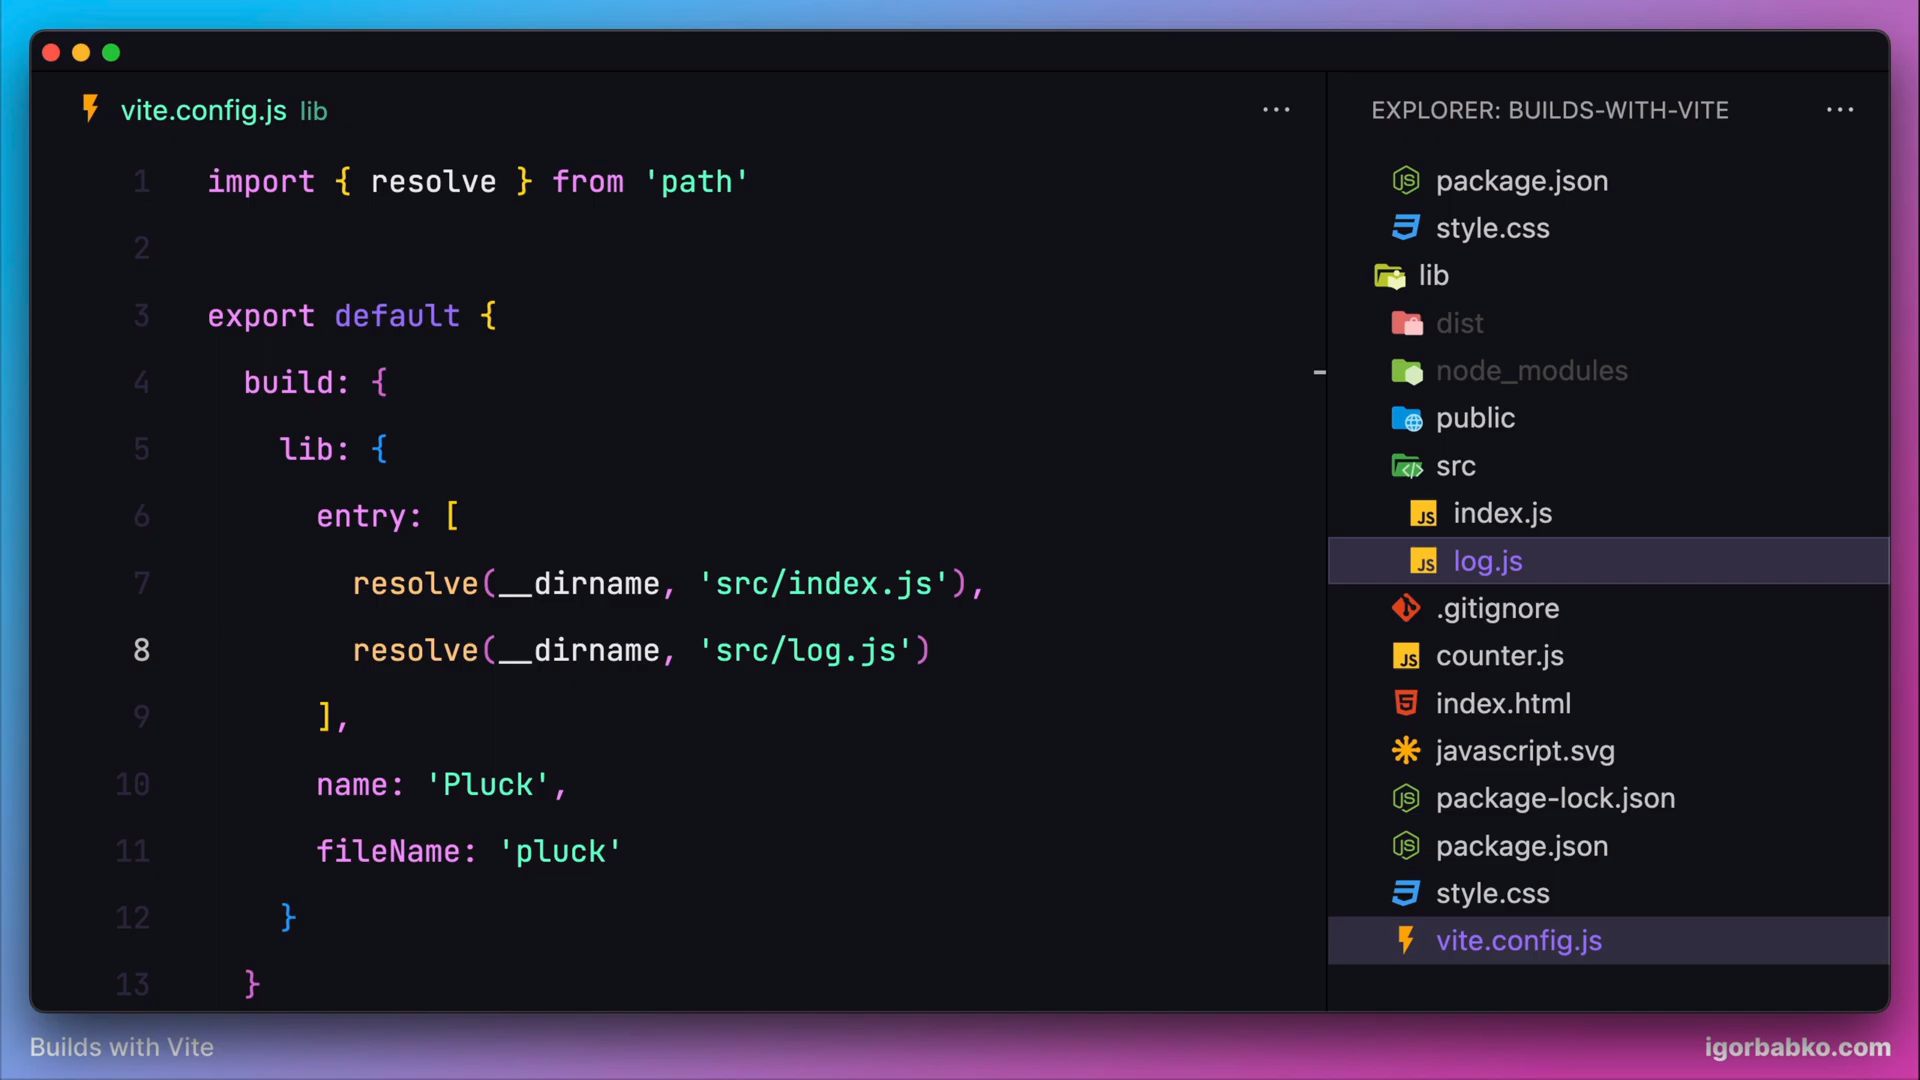 vite.config.js lib ···
1 import { resolve } from 'path'
2
3 export default {
4 build: {
5 lib: {
6 entry: [
7 resolve(__dirname, 'src/index.js'),
8 resolve(__dirname, 'src/log.js')
9 ],
10 name: 'Pluck',
11 fileName: 'pluck'
12 }
13 }
EXPLORER: BUILDS-WITH-VITE ···
package.json
style.css
lib
dist
node_modules
public
src
index.js
log.js
.gitignore
counter.js
index.html
javascript.svg
package-lock.json
package.json
style.css
vite.config.js
Builds with Vite
igorbabko.com